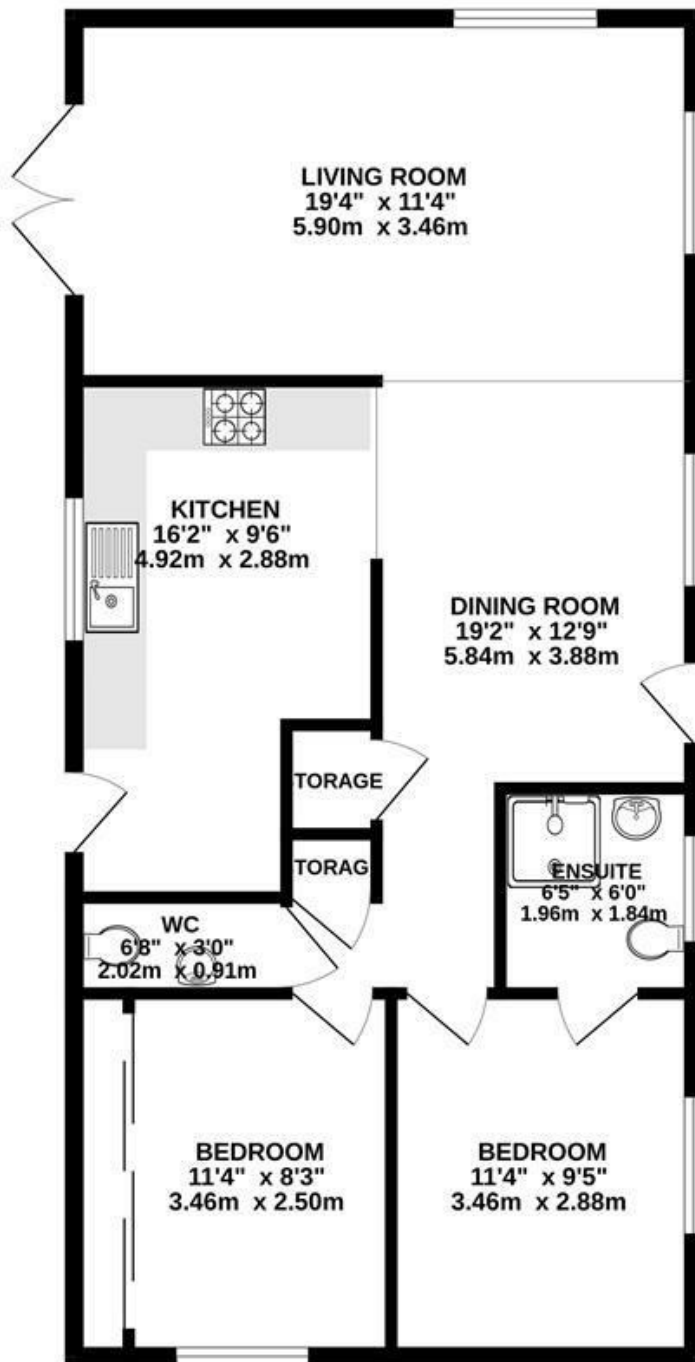 LIVING ROOM
19'4" x 11'4"
5.90m x 3.46m
KITCHEN
16'2" x 9'6"
4.92m x 2.88m
DINING ROOM
19'2" x 12'9"
5.84m x 3.88m
TORAGE
TORAG
ENSUITE
6'5" x 6'0"
1.96m x 1.84m
WC
6'8" x 3'0"
2.02m x 0.91m
BEDROOM
11'4" x 8'3"
3.46m x 2.50m
BEDROOM
11'4" x 9'5"
3.46m x 2.88m